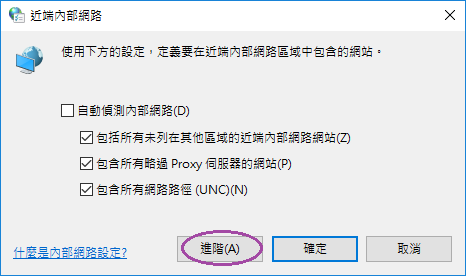 近端內部網路
使用下方的設定，定義要在近端內部網路區域中包含的網站。
自動偵測內部網路(D)
包括所有未列在其他區域的近端內部網路網站(Z)
包含所有略過 Proxy 伺服器的網站(P)
包含所有網路路徑 (UNC)(N)
什麼是內部網路設定?
進階(A)
確定
取消